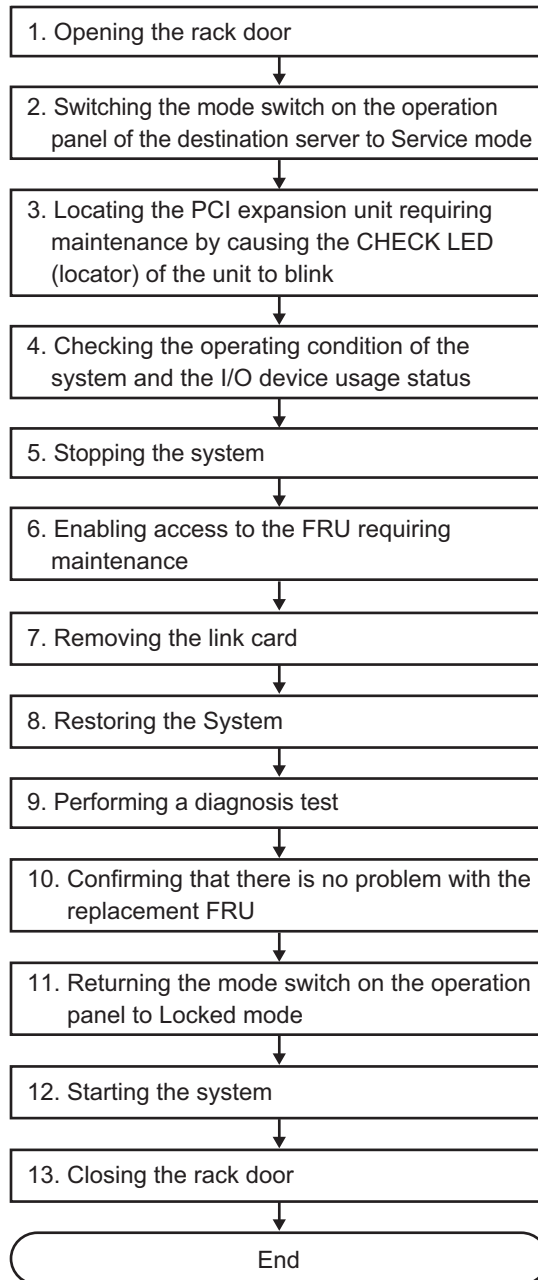 1. Opening the rack door
2. Switching the mode switch on the operation
panel of the destination server to Service mode
3. Locating the PCI expansion unit requiring
maintenance by causing the CHECK LED
(locator) of the unit to blink
4. Checking the operating condition of the
system and the I/O device usage status
5. Stopping the system
6. Enabling access to the FRU requiring
maintenance
7. Removing the link card
8. Restoring the System
9. Performing a diagnosis test
10. Confirming that there is no problem with the
replacement FRU
11. Returning the mode switch on the operation
panel to Locked mode
12. Starting the system
13. Closing the rack door
End